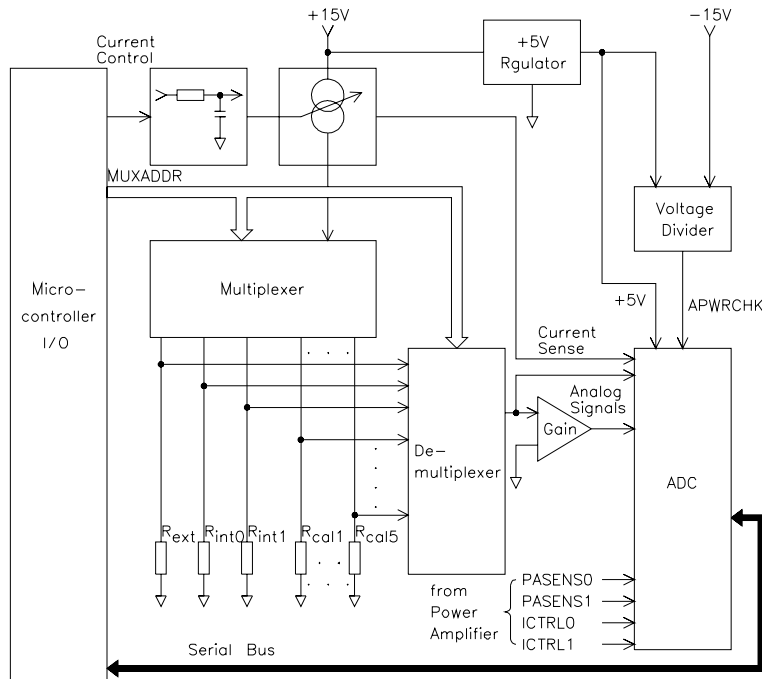 +15V
-15V
Current
Control
+5V
Rgulator
MUXADDR
Voltage
Divider
Micro-
controller
I/O
Multiplexer
+5V
APWRCHK
Current
Sense
Analog
Signals
Gain
De-
multiplexer
ADC
Rext
Rint0
Rint1
Rcal1
Rcal5
from
Power
Amplifier
PASENS0
PASENS1
ICTRL0
ICTRL1
Serial Bus